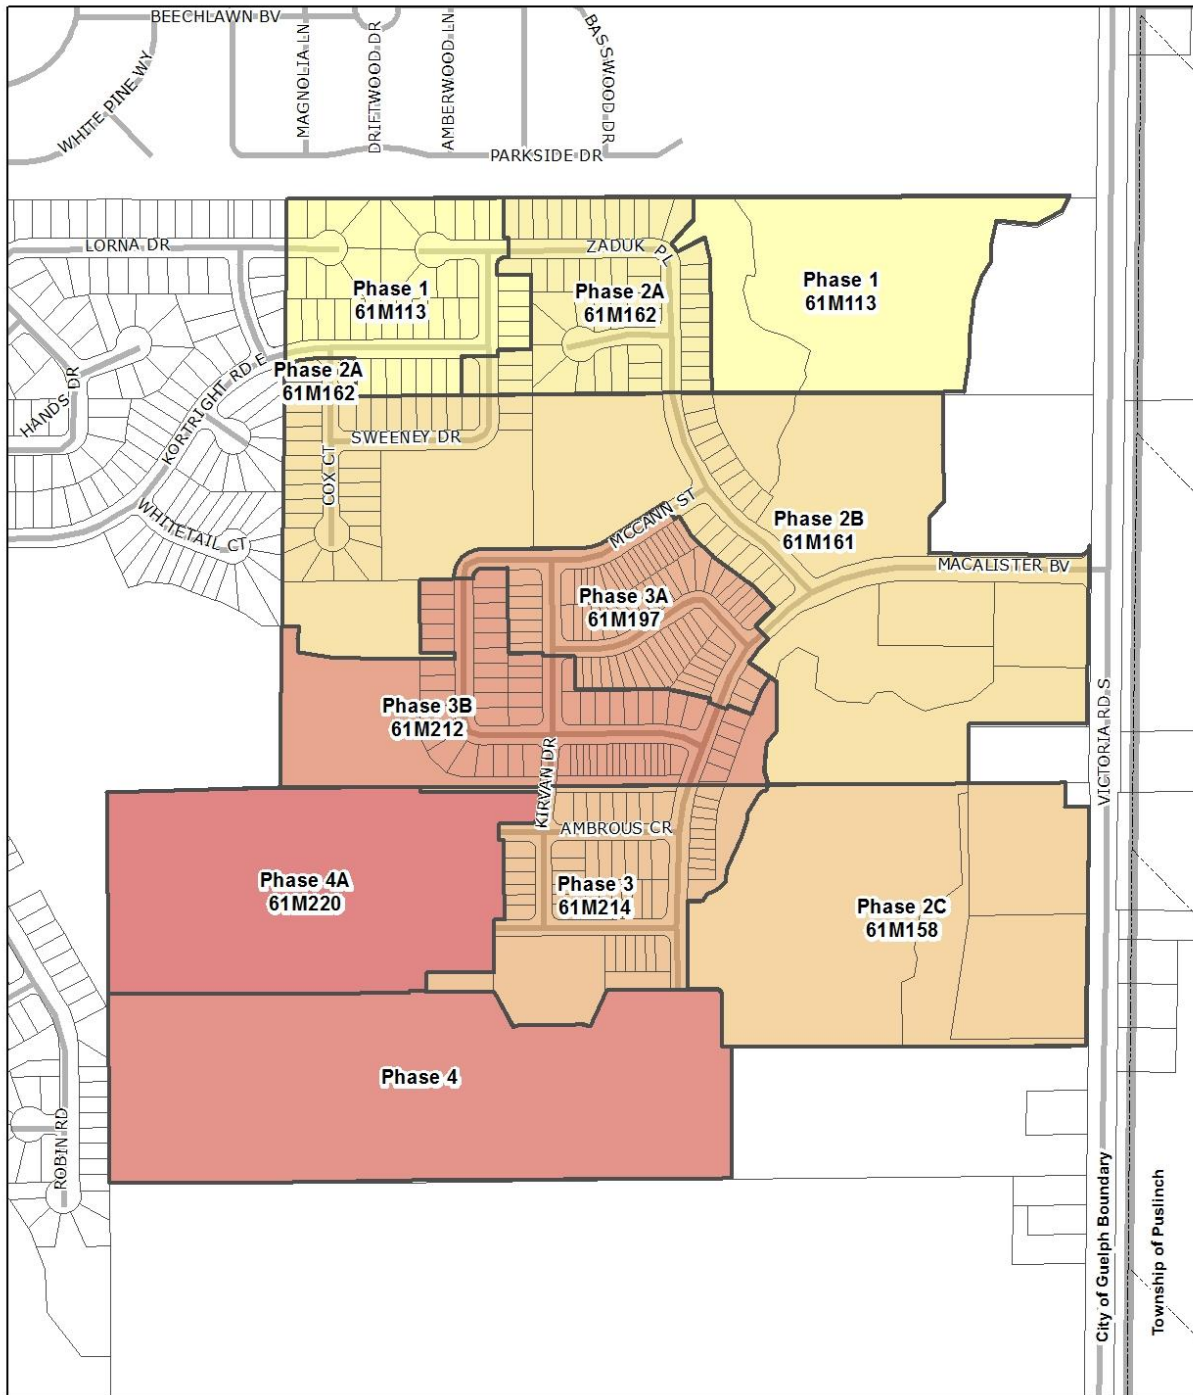 BEECHLAWN BV
WHITE PINE WY
MAGNOLIA LN
DRIFTWOOD DR
AMBERWOOD LN
BASSWOOD DR
PARKSIDE DR
LORNA DR
ZADUK PL
Phase 1
61M113
Phase 2A
61M162
Phase 1
61M113
Phase 2A
61M162
HANDS DR
KORTRIGHT RD E
SWEENEY DR
COX CT
WHITETAIL CT
MCCANN ST
Phase 2B
61M161
MACALISTER BV
Phase 3A
61M197
Phase 3B
61M212
KIRVAN DR
VICTORIA RD S
AMBROUS CR
Phase 4A
61M220
Phase 3
61M214
Phase 2C
61M158
Phase 4
ROBIN RD
City of Guelph Boundary
Township of Puslinch